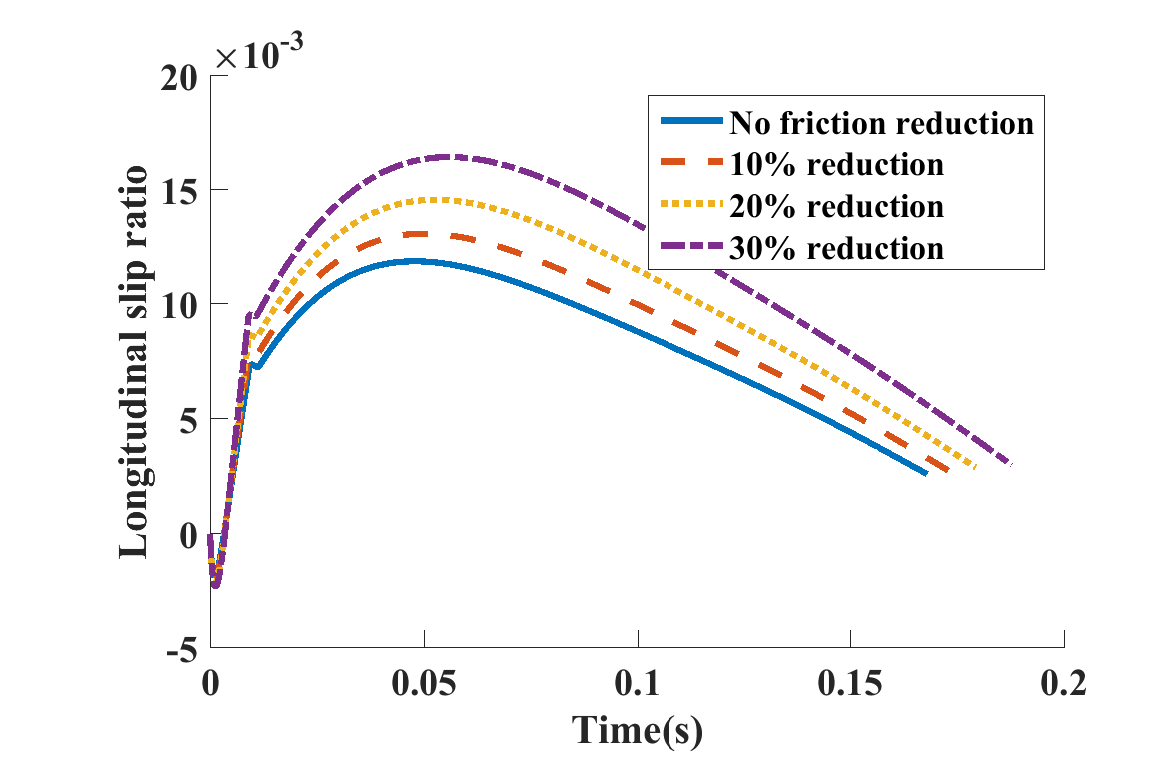 ×10-3
20
15
10
5
0
-5
0 0.05 0.1 0.15 0.2
Longitudinal slip ratio
Time(s)
No friction reduction
10% reduction
20% reduction
30% reduction